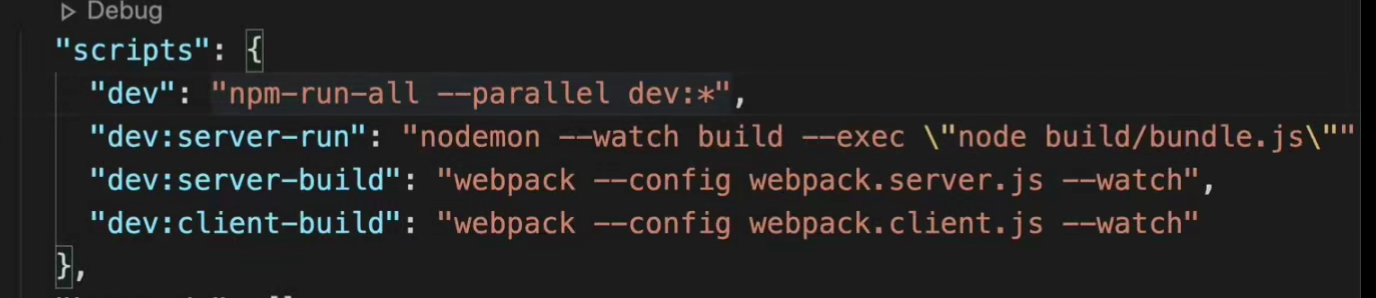 Debug
"scripts": {
"dev": "npm-run-all --parallel dev:*",
"dev:server-run": "nodemon --watch build --exec \"node build/bundle.js\""
"dev:server-build": "webpack --config webpack.server.js --watch",
"dev:client-build": "webpack --config webpack.client.js --watch"
},